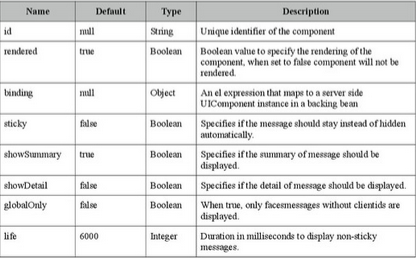 Name Default Type Description
id null String Unique identifier of the component
rendered true Boolean Boolean value to specify the rendering of the
component, when set to false component will not be
rendered.
binding null Object An el expression that maps to a server side
UIComponent instance in a backing bean
sticky false Boolean Specifies if the message should stay instead of hidden
automatically.
showSummary true Boolean Specifies if the summary of message should be
displayed.
showDetail false Boolean Specifies if the detail of message should be displayed.
globalOnly false Boolean When true, only facesmessages without clientids are
displayed.
life 6000 Integer Duration in milliseconds to display non-sticky
messages.